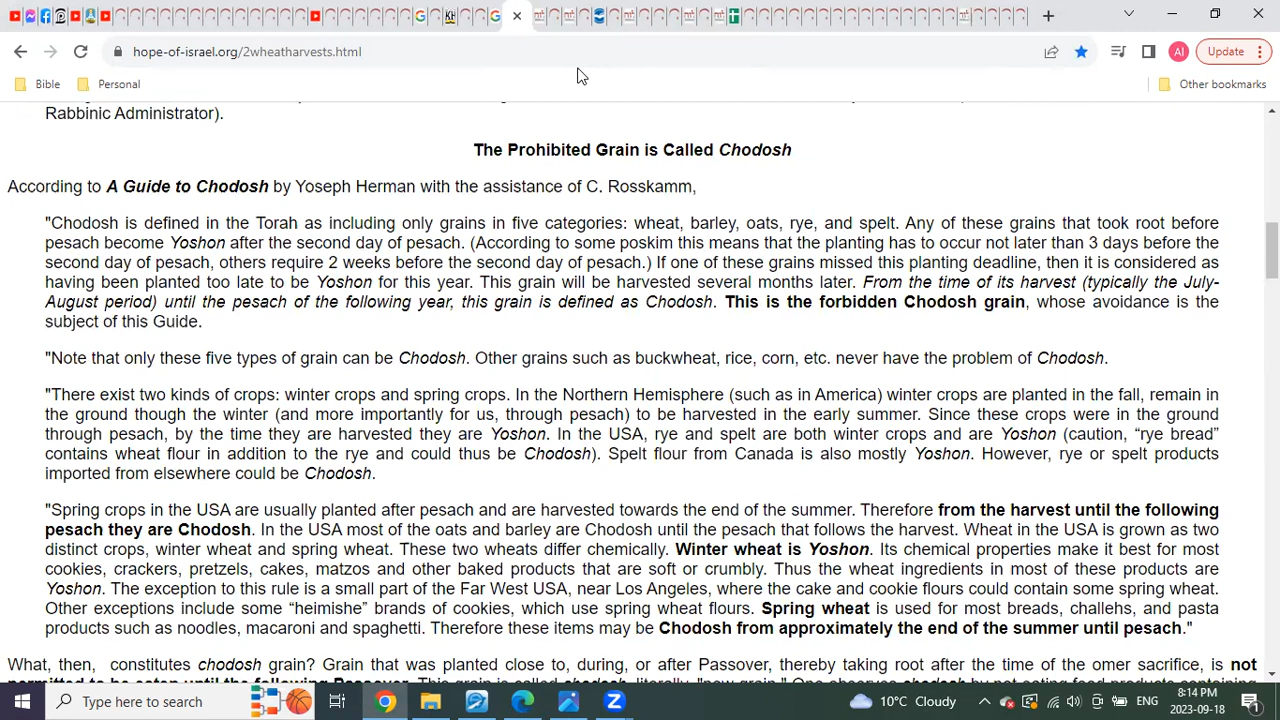 hope-of-israel.org/2wheatharvests.html
AI
Update
Bible
Personal
Other bookmarks
Rabbinic Administrator).
The Prohibited Grain is Called Chodosh
According to A Guide to Chodosh by Yoseph Herman with the assistance of C. Rosskamm,
"Chodosh is defined in the Torah as including only grains in five categories: wheat, barley, oats, rye, and spelt. Any of these grains that took root before
pesach become Yoshon after the second day of pesach. (According to some poskim this means that the planting has to occur not later than 3 days before the
second day of pesach, others require 2 weeks before the second day of pesach.) If one of these grains missed this planting deadline, then it is considered as
having been planted too late to be Yoshon for this year. This grain will be harvested several months later. From the time of its harvest (typically the July-
August period) until the pesach of the following year, this grain is defined as Chodosh. This is the forbidden Chodosh grain, whose avoidance is the
subject of this Guide.
"Note that only these five types of grain can be Chodosh. Other grains such as buckwheat, rice, corn, etc. never have the problem of Chodosh.
"There exist two kinds of crops: winter crops and spring crops. In the Northern Hemisphere (such as in America) winter crops are planted in the fall, remain in
the ground though the winter (and more importantly for us, through pesach) to be harvested in the early summer. Since these crops were in the ground
through pesach, by the time they are harvested they are Yoshon. In the USA, rye and spelt are both winter crops and are Yoshon (caution, “rye bread”
contains wheat flour in addition to the rye and could thus be Chodosh). Spelt flour from Canada is also mostly Yoshon. However, rye or spelt products
imported from elsewhere could be Chodosh.
"Spring crops in the USA are usually planted after pesach and are harvested towards the end of the summer. Therefore from the harvest until the following
pesach they are Chodosh. In the USA most of the oats and barley are Chodosh until the pesach that follows the harvest. Wheat in the USA is grown as two
distinct crops, winter wheat and spring wheat. These two wheats differ chemically. Winter wheat is Yoshon. Its chemical properties make it best for most
cookies, crackers, pretzels, cakes, matzos and other baked products that are soft or crumbly. Thus the wheat ingredients in most of these products are
Yoshon. The exception to this rule is a small part of the Far West USA, near Los Angeles, where the cake and cookie flours could contain some spring wheat.
Other exceptions include some “heimishe” brands of cookies, which use spring wheat flours. Spring wheat is used for most breads, challehs, and pasta
products such as noodles, macaroni and spaghetti. Therefore these items may be Chodosh from approximately the end of the summer until pesach."
What, then, constitutes chodosh grain? Grain that was planted close to, during, or after Passover, thereby taking root after the time of the omer sacrifice, is not
Type here to search
10°C Cloudy
ENG
8:14 PM
2023-09-18